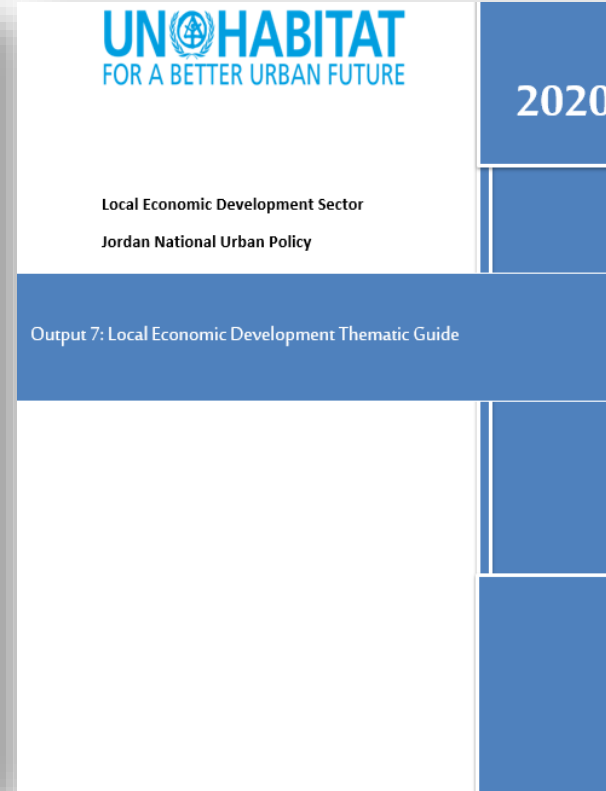 UN HABITAT
FOR A BETTER URBAN FUTURE
2020
Local Economic Development Sector
Jordan National Urban Policy
Output 7: Local Economic Development Thematic Guide